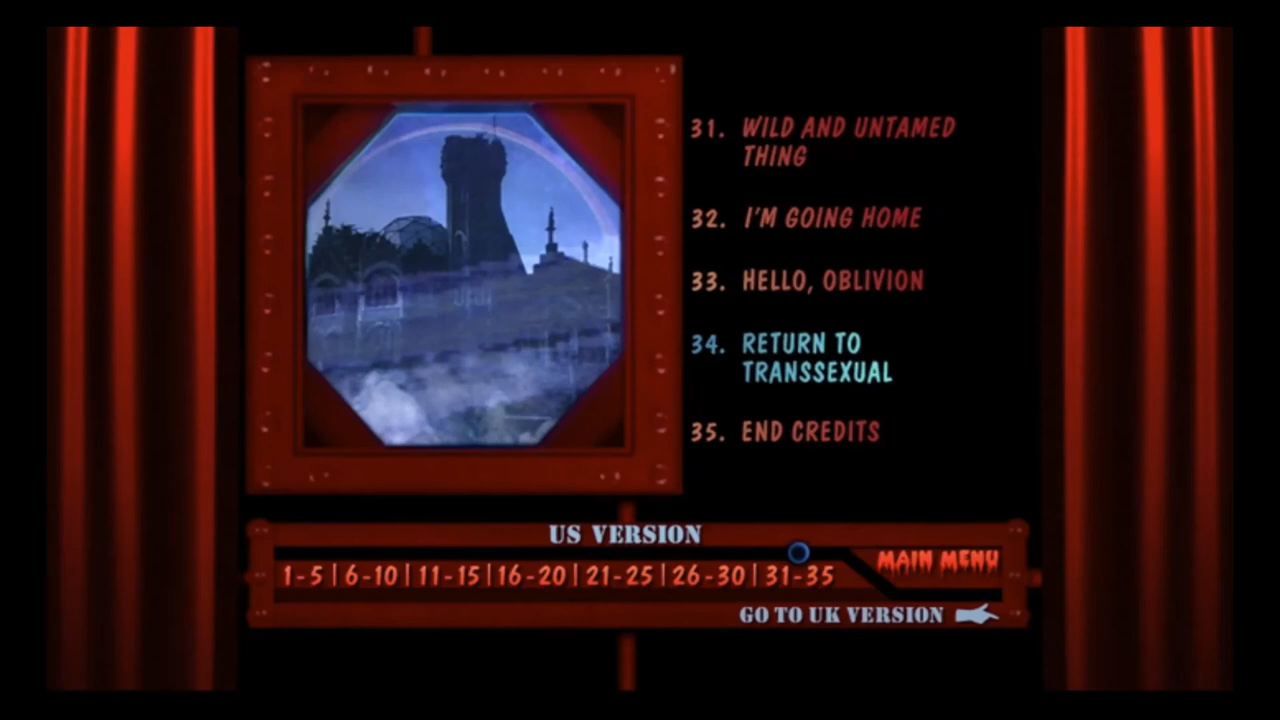 31. WILD AND UNTAMED
THING
32. I'M GOING HOME
33. HELLO, OBLIVION
34. RETURN TO
TRANSSEXUAL
35. END CREDITS
US VERSION
MAIN MENU
1-5 | 6-10 | 11-15 | 16-20 | 21-25 | 26-30 | 31-35
GO TO UK VERSION